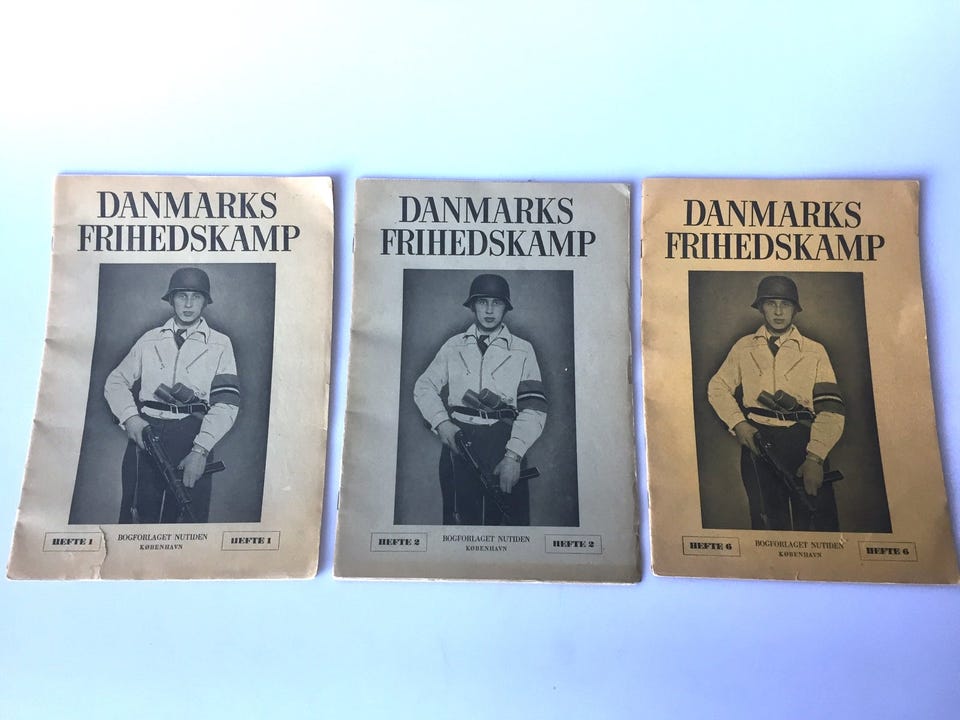 DANMARKS
FRIHEDSKAMP
HEFTE 1
BOGFORLAGET NUTIDEN
KØBENHAVN
HEFTE 1
DANMARKS
FRIHEDSKAMP
HEFTE 2
BOGFORLAGET NUTIDEN
KØBENHAVN
HEFTE 2
DANMARKS
FRIHEDSKAMP
HEFTE 6
BOGFORLAGET NUTIDEN
KØBENHAVN
HEFTE 6